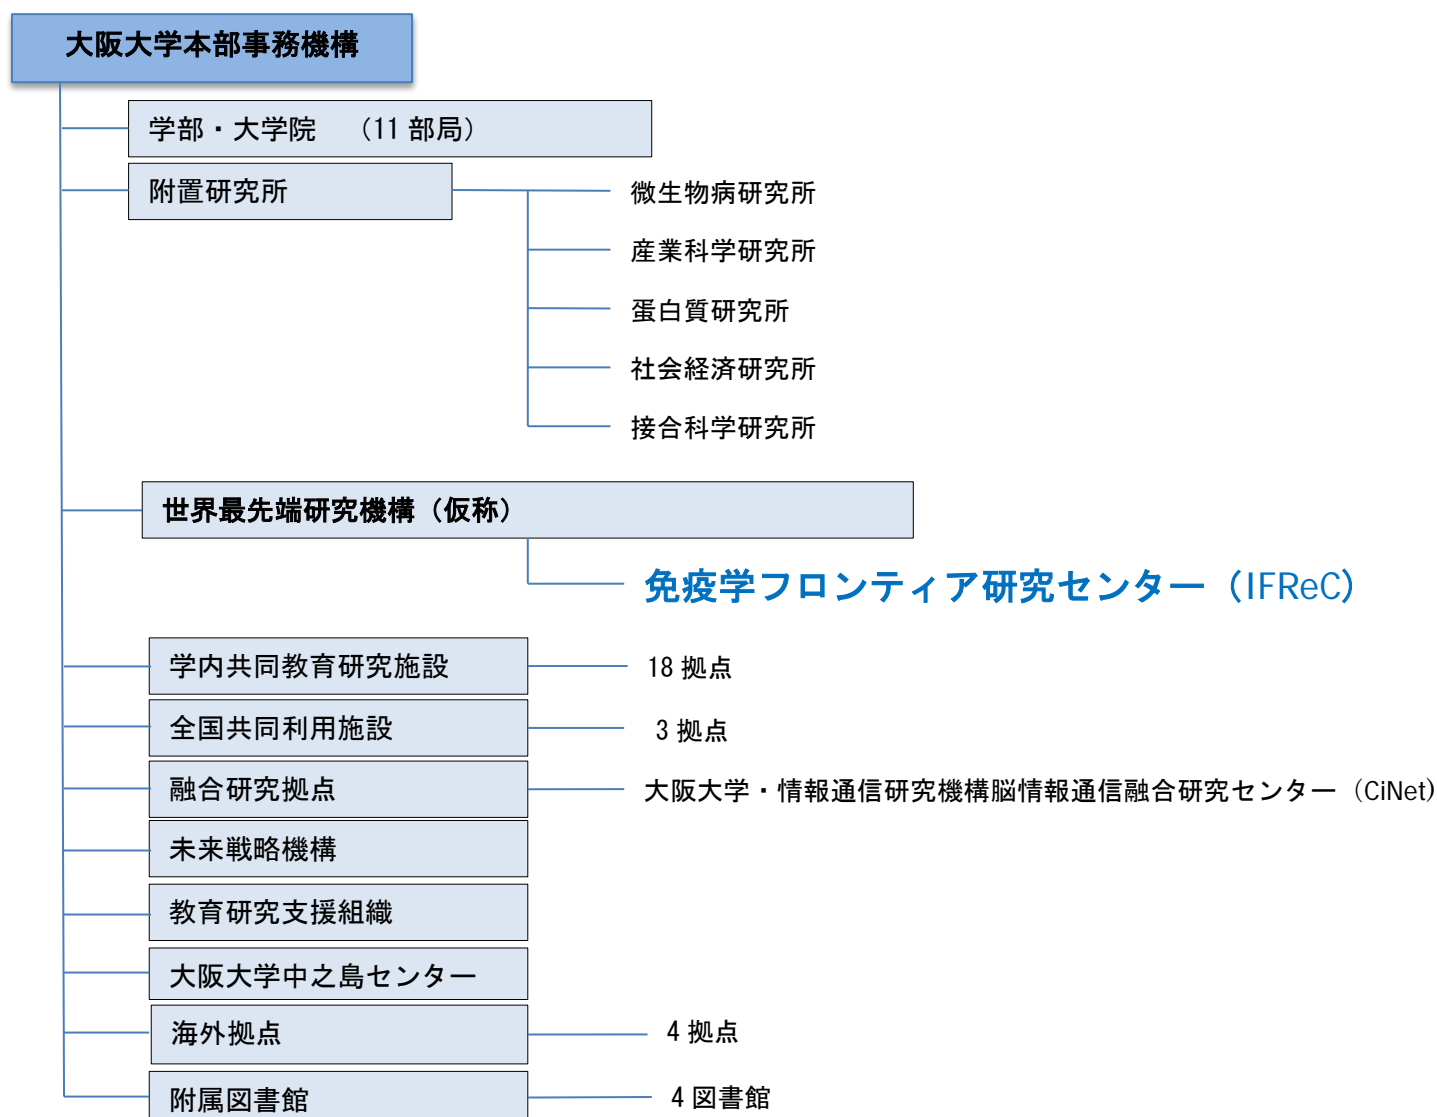 大阪大学本部事務機構
学部・大学院　（11 部局）
附置研究所
微生物病研究所
産業科学研究所
蛋白質研究所
社会経済研究所
接合科学研究所
世界最先端研究機構（仮称）
免疫学フロンティア研究センター（IFReC）
学内共同教育研究施設 18 拠点
全国共同利用施設 3 拠点
融合研究拠点 大阪大学・情報通信研究機構脳情報通信融合研究センター（CiNet）
未来戦略機構
教育研究支援組織
大阪大学中之島センター
海外拠点 4 拠点
附属図書館 4 図書館